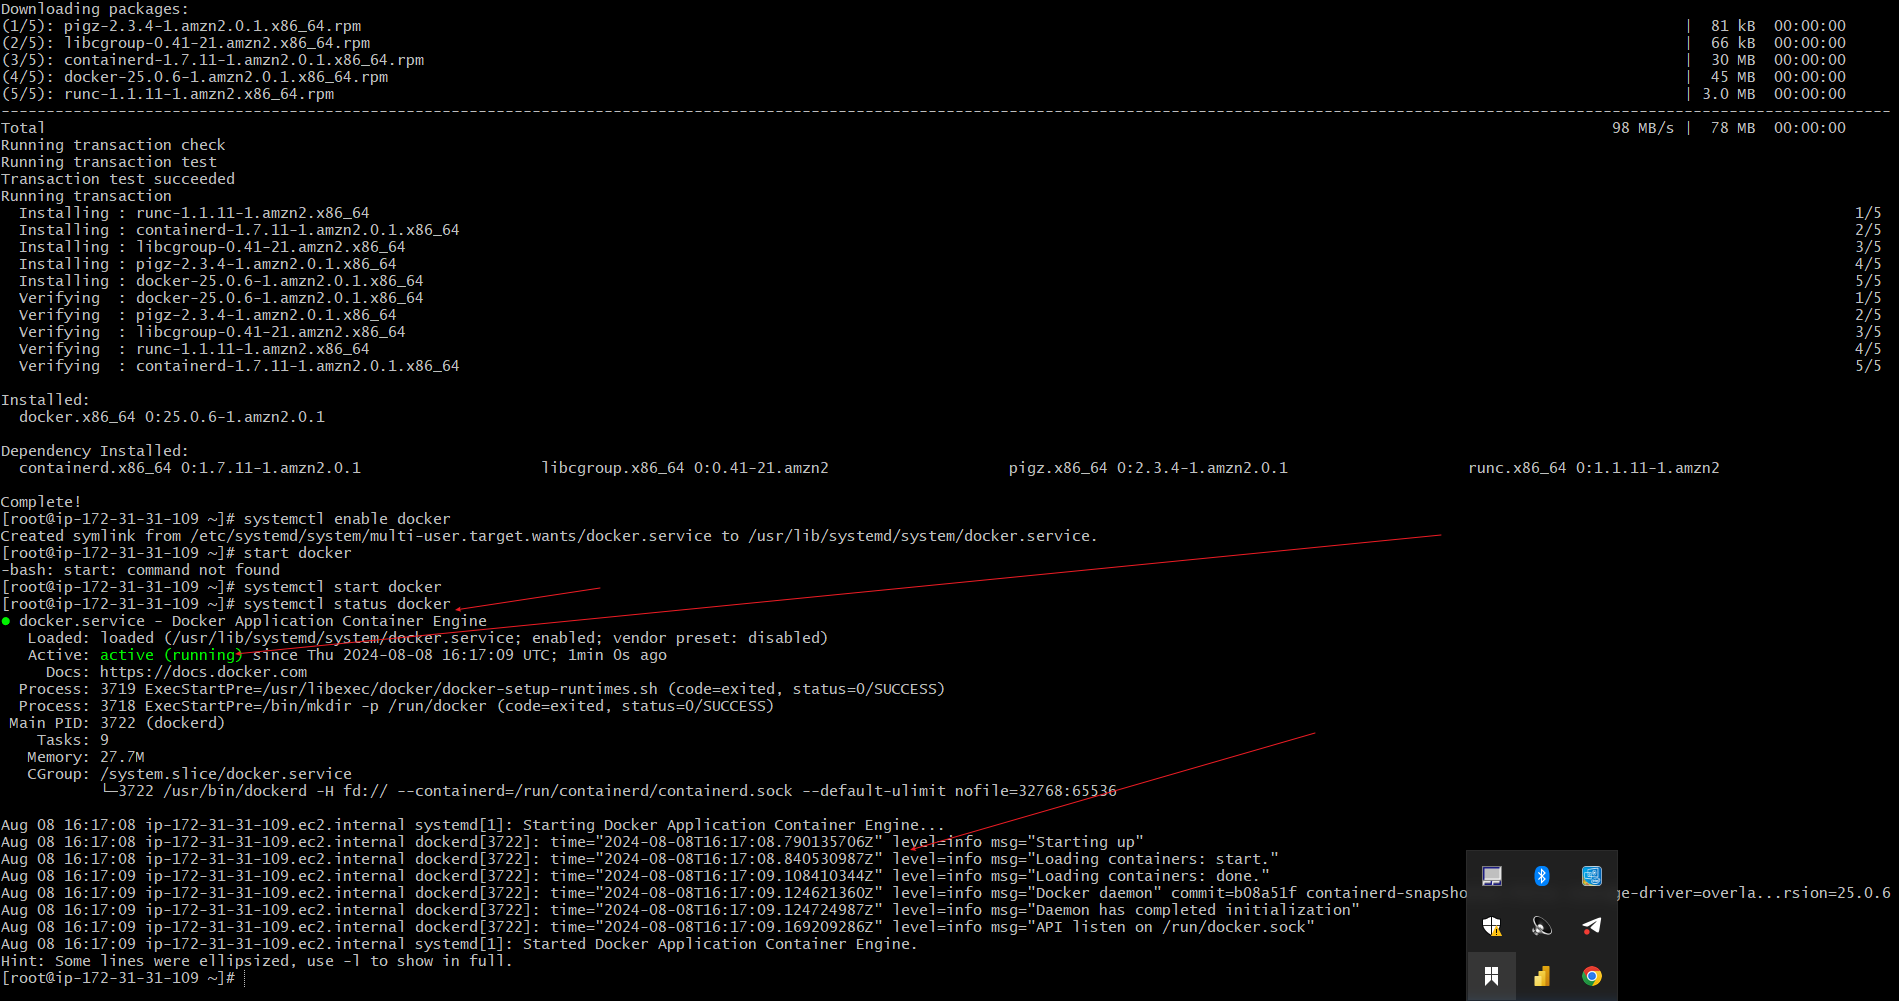 Downloading packages:
(1/5): pigz-2.3.4-1.amzn2.0.1.x86_64.rpm | 81 kB 00:00:00
(2/5): libcgroup-0.41-21.amzn2.x86_64.rpm | 66 kB 00:00:00
(3/5): containerd-1.7.11-1.amzn2.0.1.x86_64.rpm | 30 MB 00:00:00
(4/5): docker-25.0.6-1.amzn2.0.1.x86_64.rpm | 45 MB 00:00:00
(5/5): runc-1.1.11-1.amzn2.x86_64.rpm | 3.0 MB 00:00:00
--------------------------------------------------------------------------------
Total 98 MB/s | 78 MB 00:00:00
Running transaction check
Running transaction test
Transaction test succeeded
Running transaction
Installing : runc-1.1.11-1.amzn2.x86_64 1/5
Installing : containerd-1.7.11-1.amzn2.0.1.x86_64 2/5
Installing : libcgroup-0.41-21.amzn2.x86_64 3/5
Installing : pigz-2.3.4-1.amzn2.0.1.x86_64 4/5
Installing : docker-25.0.6-1.amzn2.0.1.x86_64 5/5
Verifying : docker-25.0.6-1.amzn2.0.1.x86_64 1/5
Verifying : pigz-2.3.4-1.amzn2.0.1.x86_64 2/5
Verifying : libcgroup-0.41-21.amzn2.x86_64 3/5
Verifying : runc-1.1.11-1.amzn2.x86_64 4/5
Verifying : containerd-1.7.11-1.amzn2.0.1.x86_64 5/5
Installed:
docker.x86_64 0:25.0.6-1.amzn2.0.1
Dependency Installed:
containerd.x86_64 0:1.7.11-1.amzn2.0.1 libcgroup.x86_64 0:0.41-21.amzn2 pigz.x86_64 0:2.3.4-1.amzn2.0.1 runc.x86_64 0:1.1.11-1.amzn2
Complete!
[root@ip-172-31-31-109 ~]# systemctl enable docker
Created symlink from /etc/systemd/system/multi-user.target.wants/docker.service to /usr/lib/systemd/system/docker.service.
[root@ip-172-31-31-109 ~]# start docker
-bash: start: command not found
[root@ip-172-31-31-109 ~]# systemctl start docker
[root@ip-172-31-31-109 ~]# systemctl status docker
● docker.service - Docker Application Container Engine
Loaded: loaded (/usr/lib/systemd/system/docker.service; enabled; vendor preset: disabled)
Active: active (running) since Thu 2024-08-08 16:17:09 UTC; 1min 0s ago
Docs: https://docs.docker.com
Process: 3719 ExecStartPre=/usr/libexec/docker/docker-setup-runtimes.sh (code=exited, status=0/SUCCESS)
Process: 3718 ExecStartPre=/bin/mkdir -p /run/docker (code=exited, status=0/SUCCESS)
Main PID: 3722 (dockerd)
Tasks: 9
Memory: 27.7M
CGroup: /system.slice/docker.service
└─3722 /usr/bin/dockerd -H fd:// --containerd=/run/containerd/containerd.sock --default-ulimit nofile=32768:65536
Aug 08 16:17:08 ip-172-31-31-109.ec2.internal systemd[1]: Starting Docker Application Container Engine...
Aug 08 16:17:08 ip-172-31-31-109.ec2.internal dockerd[3722]: time="2024-08-08T16:17:08.790135706Z" level=info msg="Starting up"
Aug 08 16:17:08 ip-172-31-31-109.ec2.internal dockerd[3722]: time="2024-08-08T16:17:08.840530987Z" level=info msg="Loading containers: start."
Aug 08 16:17:09 ip-172-31-31-109.ec2.internal dockerd[3722]: time="2024-08-08T16:17:09.108410344Z" level=info msg="Loading containers: done."
Aug 08 16:17:09 ip-172-31-31-109.ec2.internal dockerd[3722]: time="2024-08-08T16:17:09.124621360Z" level=info msg="Docker daemon" commit=b08a51f containerd-snapsho ge-driver=overla...rsion=25.0.6
Aug 08 16:17:09 ip-172-31-31-109.ec2.internal dockerd[3722]: time="2024-08-08T16:17:09.124724987Z" level=info msg="Daemon has completed initialization"
Aug 08 16:17:09 ip-172-31-31-109.ec2.internal dockerd[3722]: time="2024-08-08T16:17:09.169209286Z" level=info msg="API listen on /run/docker.sock"
Aug 08 16:17:09 ip-172-31-31-109.ec2.internal systemd[1]: Started Docker Application Container Engine.
Hint: Some lines were ellipsized, use -l to show in full.
[root@ip-172-31-31-109 ~]#